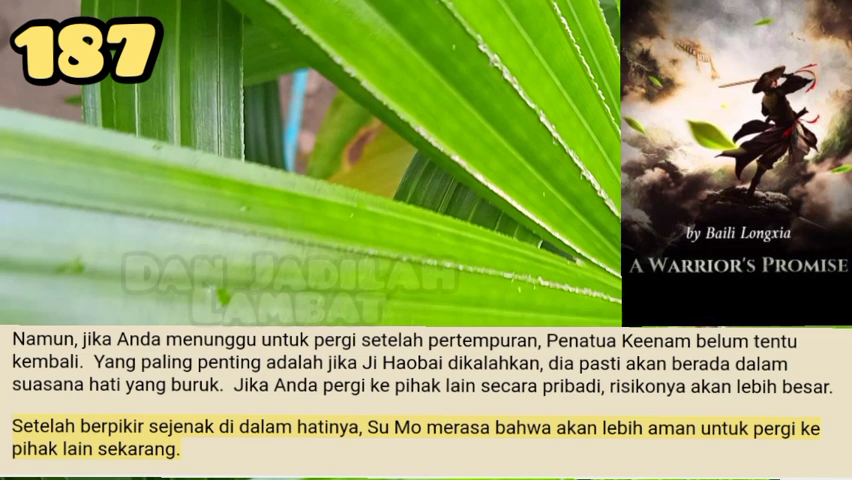 187
by Baili Longxia
A WARRIOR'S PROMISE
DAN JADILAH
LAMBAT
Namun, jika Anda menunggu untuk pergi setelah pertempuran, Penatua Keenam belum tentu
kembali. Yang paling penting adalah jika Ji Haobai dikalahkan, dia pasti akan berada dalam
suasana hati yang buruk. Jika Anda pergi ke pihak lain secara pribadi, risikonya akan lebih besar.
Setelah berpikir sejenak di dalam hatinya, Su Mo merasa bahwa akan lebih aman untuk pergi ke
pihak lain sekarang.